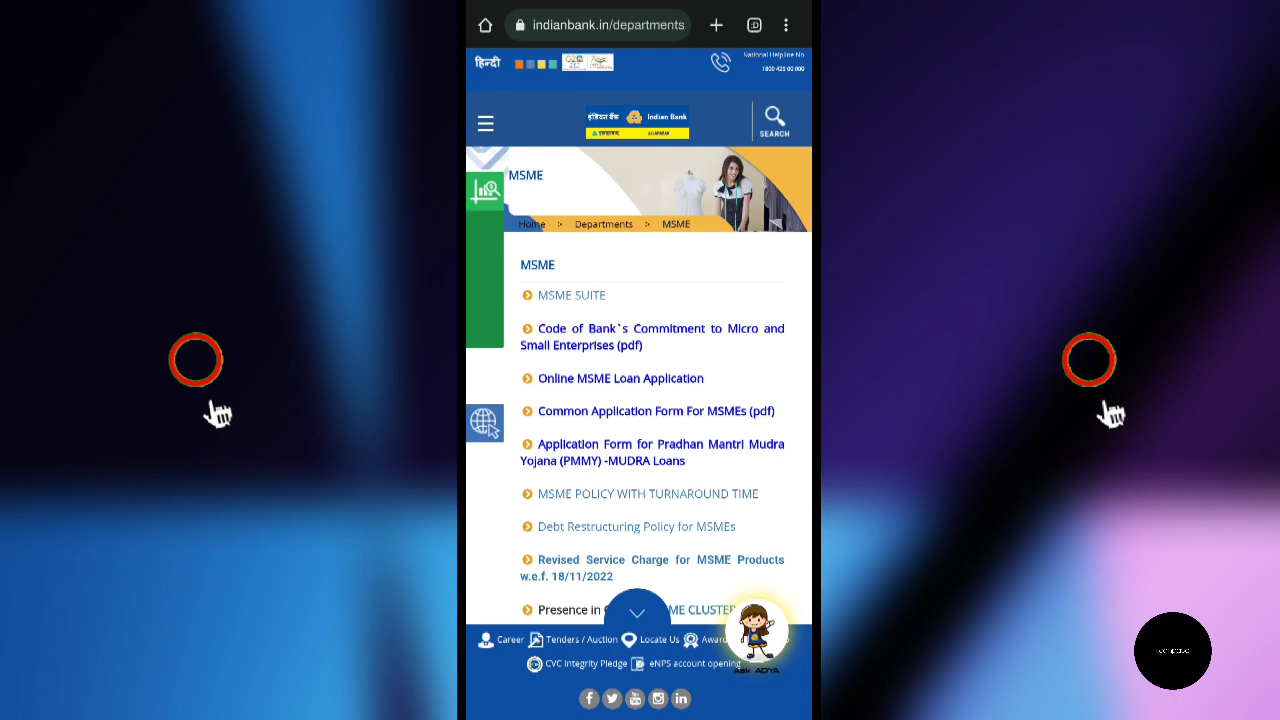 indianbank.in/departments
हिन्दी
National Helpline No
1800 425 00 000
इंडियन बैंक Indian Bank
इलाहाबाद ALLAHABAD
SEARCH
MSME
Home > Departments > MSME
MSME
MSME SUITE
Code of Bank`s Commitment to Micro and
Small Enterprises (pdf)
Online MSME Loan Application
Common Application Form For MSMEs (pdf)
Application Form for Pradhan Mantri Mudra
Yojana (PMMY) -MUDRA Loans
MSME POLICY WITH TURNAROUND TIME
Debt Restructuring Policy for MSMEs
Revised Service Charge for MSME Products
w.e.f. 18/11/2022
Presence in ME CLUSTER
Career Tenders / Auction Locate Us Award
CVC Integrity Pledge eNPS account opening
Ask ADYA